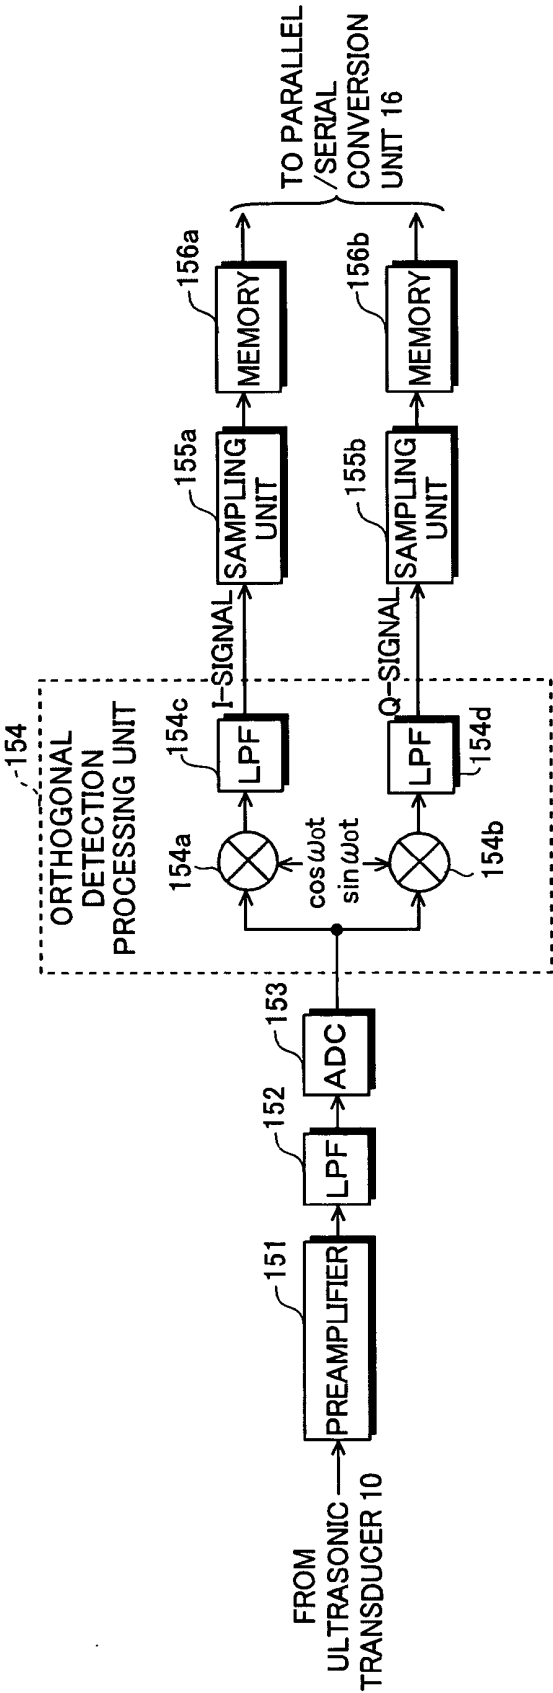 FROM
ULTRASONIC
TRANSDUCER 10
151
PREAMPLIFIER
152
LPF
153
ADC
154
ORTHOGONAL
DETECTION
PROCESSING UNIT
154a
cos ωot
sin ωot
154b
154c
LPF
LPF
154d
I-SIGNAL
Q-SIGNAL
155a
SAMPLING
UNIT
155b
SAMPLING
UNIT
156a
MEMORY
156b
MEMORY
TO PARALLEL
/SERIAL
CONVERSION
UNIT 16